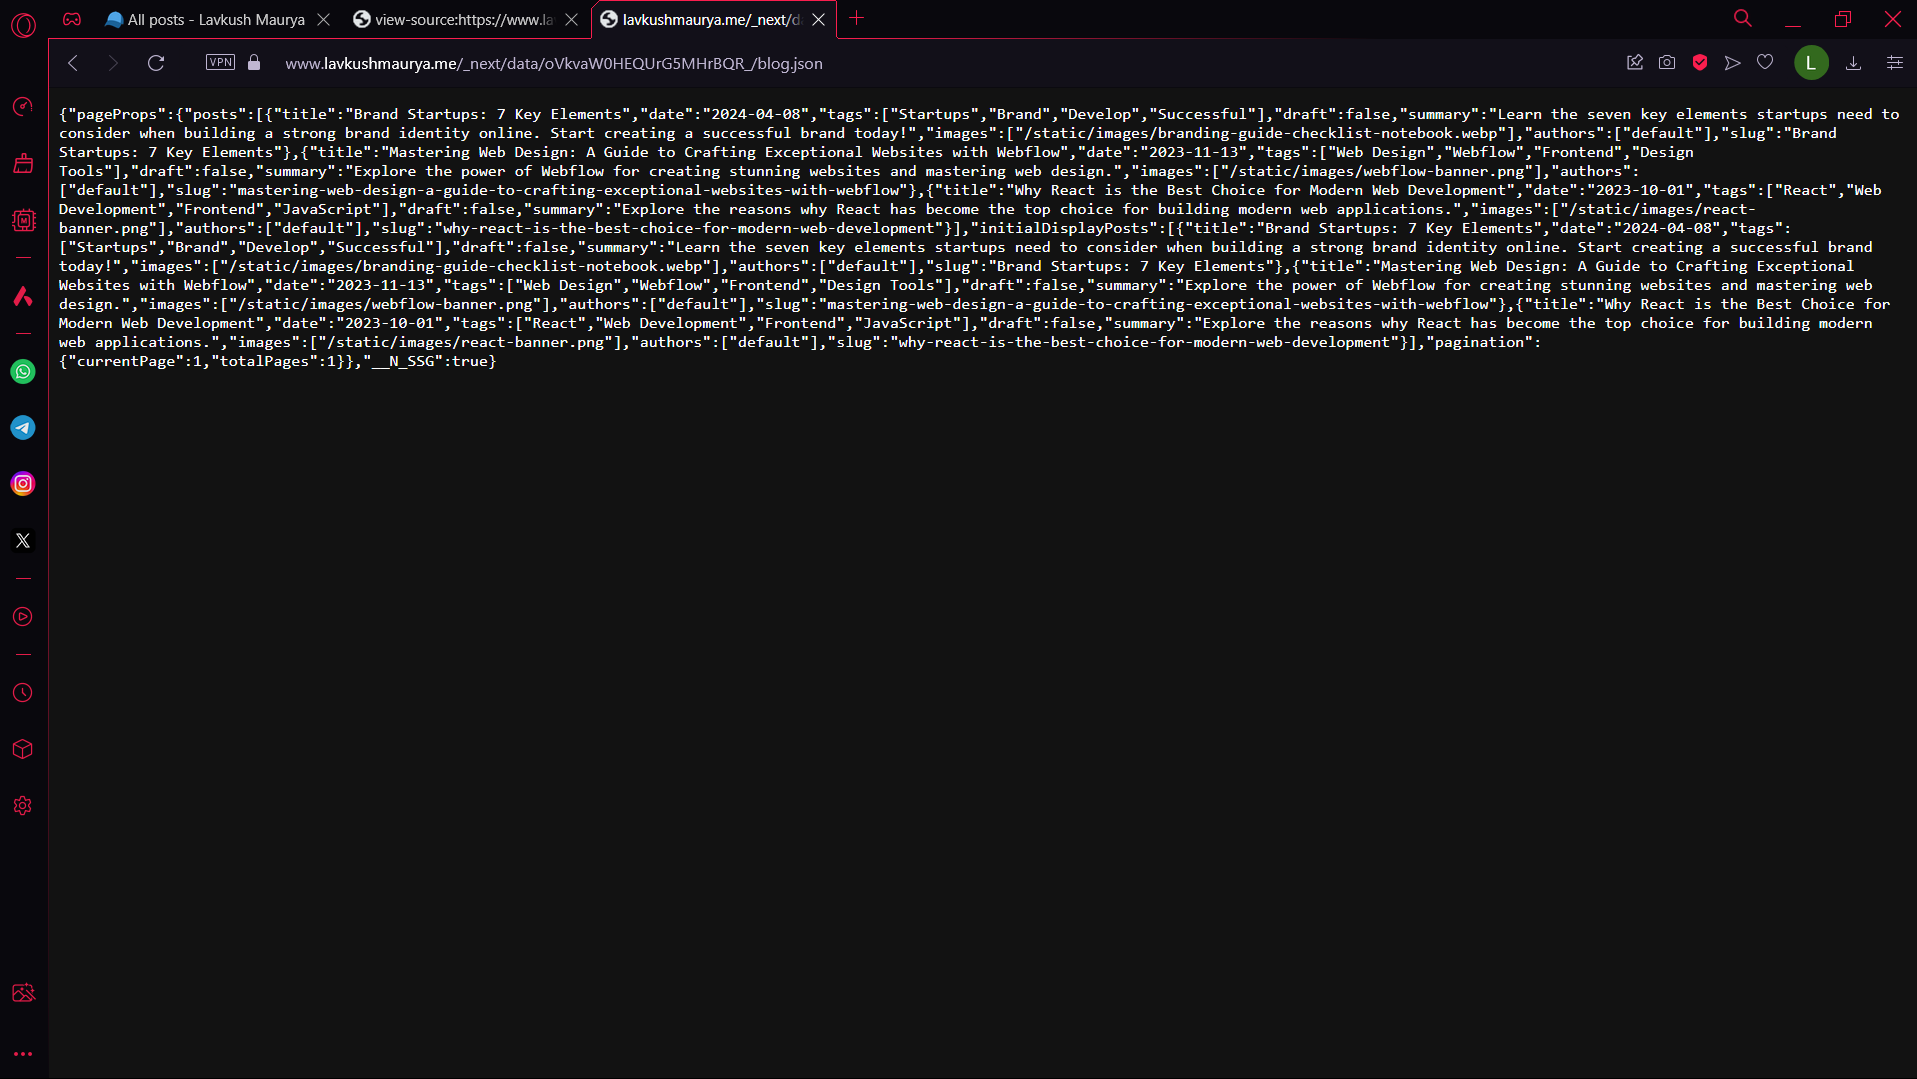 All posts - Lavkush Maurya
view-source:https://www.la
lavkushmaurya.me/_next/d
VPN
www.lavkushmaurya.me/_next/data/oVkvaW0HEQUrG5MHrBQR_/blog.json
L
{"pageProps":{"posts":[{"title":"Brand Startups: 7 Key Elements","date":"2024-04-08","tags":["Startups","Brand","Develop","Successful"],"draft":false,"summary":"Learn the seven key elements startups need to
consider when building a strong brand identity online. Start creating a successful brand today!","images":["/static/images/branding-guide-checklist-notebook.webp"],"authors":["default"],"slug":"Brand
Startups: 7 Key Elements"},{"title":"Mastering Web Design: A Guide to Crafting Exceptional Websites with Webflow","date":"2023-11-13","tags":["Web Design","Webflow","Frontend","Design
Tools"],"draft":false,"summary":"Explore the power of Webflow for creating stunning websites and mastering web design.","images":["/static/images/webflow-banner.png"],"authors":
["default"],"slug":"mastering-web-design-a-guide-to-crafting-exceptional-websites-with-webflow"},{"title":"Why React is the Best Choice for Modern Web Development","date":"2023-10-01","tags":["React","Web
Development","Frontend","JavaScript"],"draft":false,"summary":"Explore the reasons why React has become the top choice for building modern web applications.","images":["/static/images/react-
banner.png"],"authors":["default"],"slug":"why-react-is-the-best-choice-for-modern-web-development"}],"initialDisplayPosts":[{"title":"Brand Startups: 7 Key Elements","date":"2024-04-08","tags":
["Startups","Brand","Develop","Successful"],"draft":false,"summary":"Learn the seven key elements startups need to consider when building a strong brand identity online. Start creating a successful brand
today!","images":["/static/images/branding-guide-checklist-notebook.webp"],"authors":["default"],"slug":"Brand Startups: 7 Key Elements"},{"title":"Mastering Web Design: A Guide to Crafting Exceptional
Websites with Webflow","date":"2023-11-13","tags":["Web Design","Webflow","Frontend","Design Tools"],"draft":false,"summary":"Explore the power of Webflow for creating stunning websites and mastering web
design.","images":["/static/images/webflow-banner.png"],"authors":["default"],"slug":"mastering-web-design-a-guide-to-crafting-exceptional-websites-with-webflow"},{"title":"Why React is the Best Choice for
Modern Web Development","date":"2023-10-01","tags":["React","Web Development","Frontend","JavaScript"],"draft":false,"summary":"Explore the reasons why React has become the top choice for building modern
web applications.","images":["/static/images/react-banner.png"],"authors":["default"],"slug":"why-react-is-the-best-choice-for-modern-web-development"}],"pagination":
{"currentPage":1,"totalPages":1}},"__N_SSG":true}